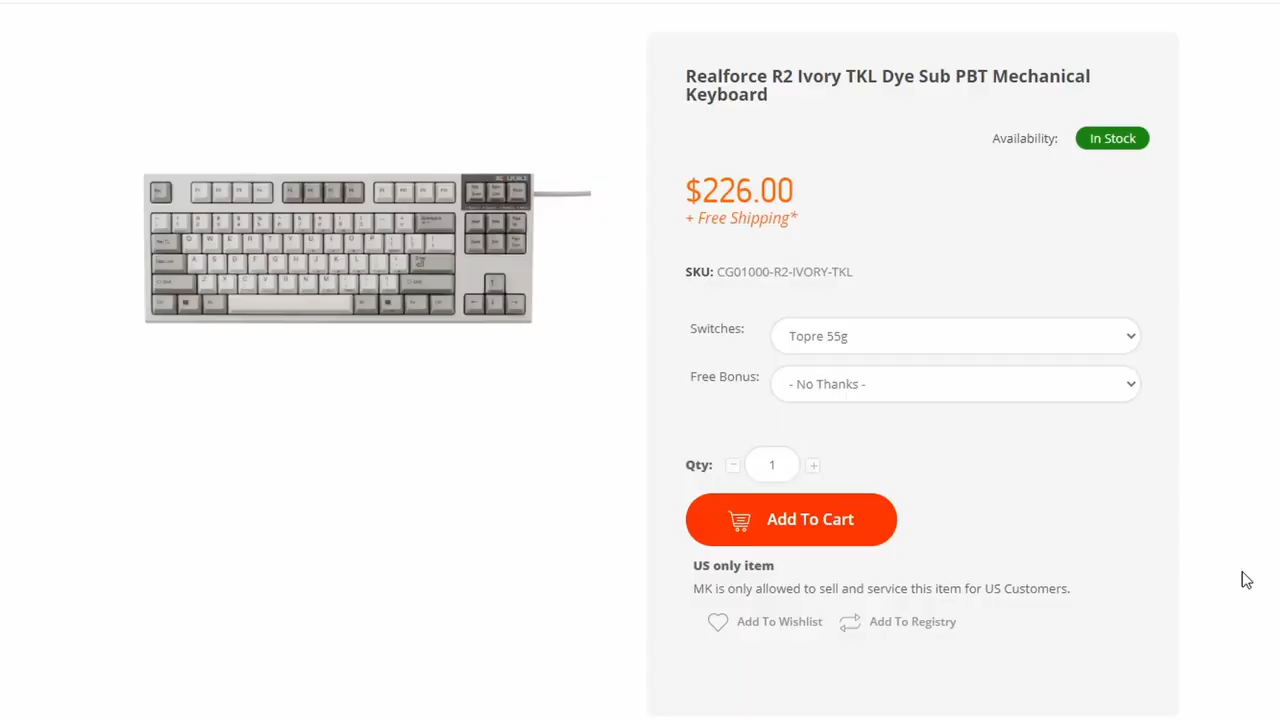 Realforce R2 Ivory TKL Dye Sub PBT Mechanical
Keyboard
Availability: In Stock
$226.00
+ Free Shipping*
SKU: CG01000-R2-IVORY-TKL
Switches: Topre 55g
Free Bonus: - No Thanks -
Qty: − 1 +
Add To Cart
US only item
MK is only allowed to sell and service this item for US Customers.
Add To Wishlist Add To Registry